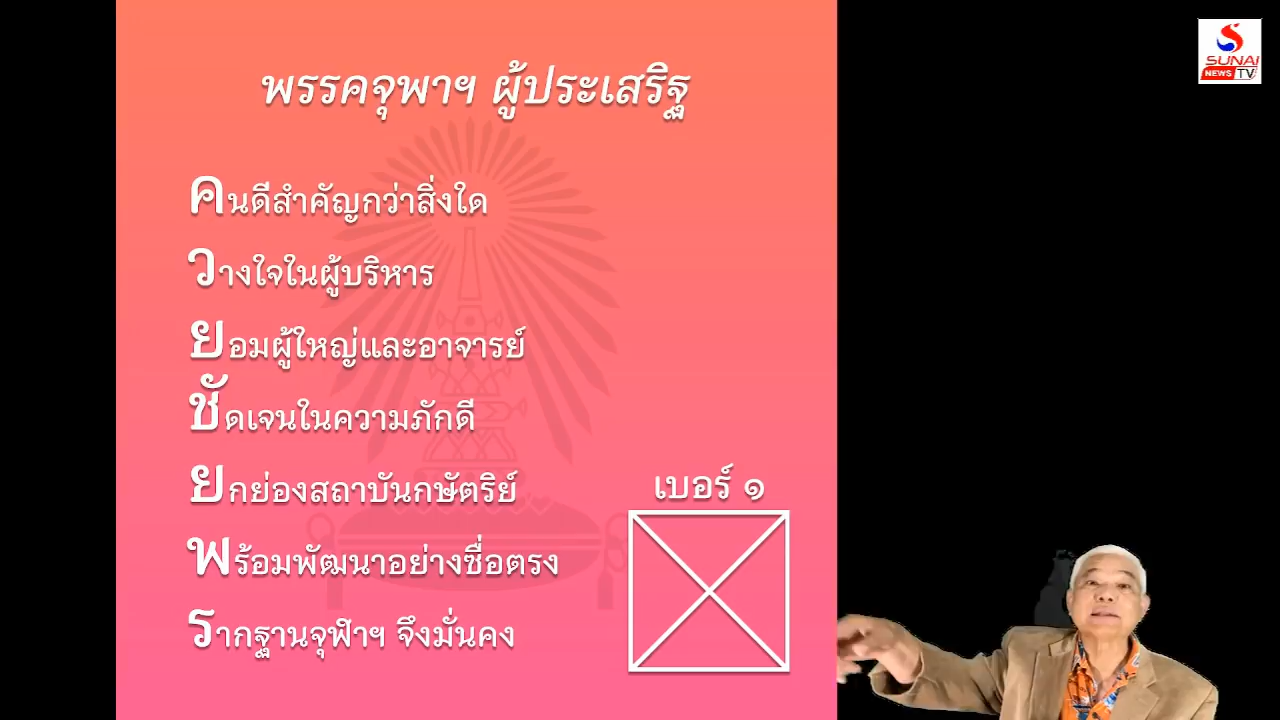 SUNAI
NEWS TV
พรรคจุพาฯ ผู้ประเสริฐ
คนดีสำคัญกว่าสิ่งใด
วางใจในผู้บริหาร
ยอมผู้ใหญ่และอาจารย์
ชัดเจนในความภักดี
ยกย่องสถาบันกษัตริย์
พร้อมพัฒนาอย่างซื่อตรง
รากฐานจุฬาฯ จึงมั่นคง
เบอร์ ๑